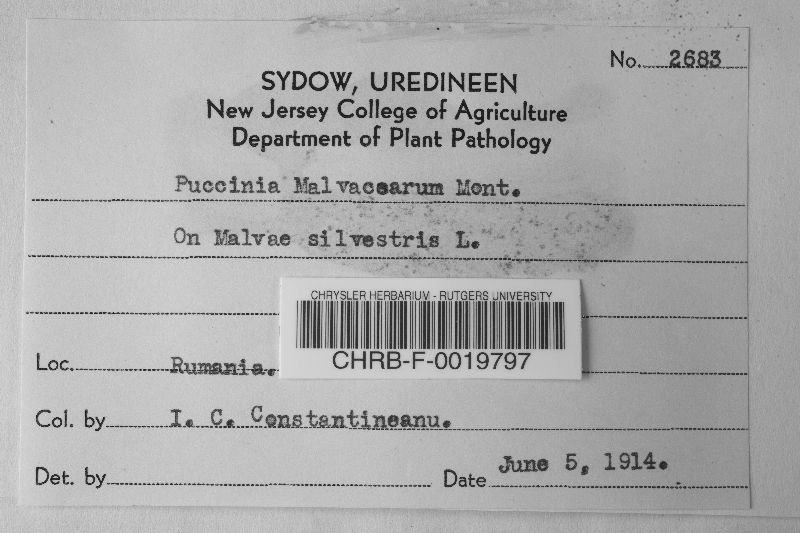 No. 2683
SYDOW, UREDINEEN
New Jersey College of Agriculture
Department of Plant Pathology
Puccinia Malvacearum Mont.
On Malvae silvestris L.
CHRYSLER HERBARIUM - RUTGERS UNIVERSITY
CHRB-F-0019797
Loc. Rumania.
Col. by I. C. Constantineanu.
Det. by
Date June 5, 1914.